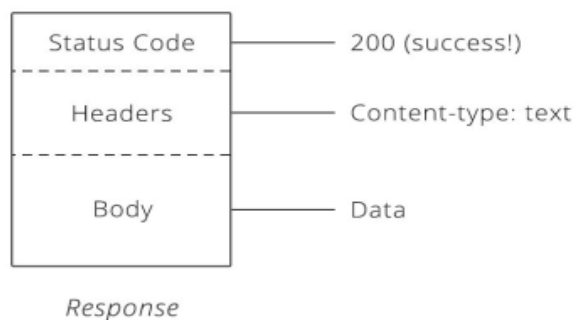 Status Code 200 (success!)
Headers Content-type: text
Body Data
Response